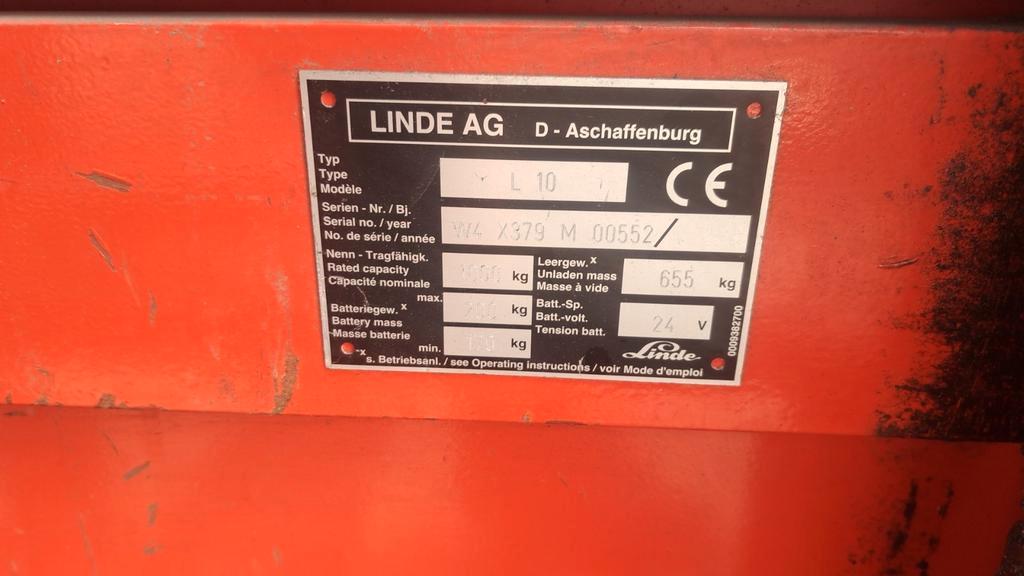 LINDE AG D - Aschaffenburg
Typ
Type
Modèle
L 10
CE
Serien - Nr. / Bj.
Serial no. / year
No. de série / année
W4 X379 M 00552 /
Nenn - Tragfähigk.
Rated capacity
Capacité nominale
kg
Leergew. x
Unladen mass
Masse à vide
655 kg
max.
Batteriegew. x
Battery mass
Masse batterie
min.
kg
kg
Batt.-Sp.
Batt.-volt.
Tension batt.
24 V
Linde
x s. Betriebsanl. / see Operating instructions / voir Mode d'emploi
0009382700